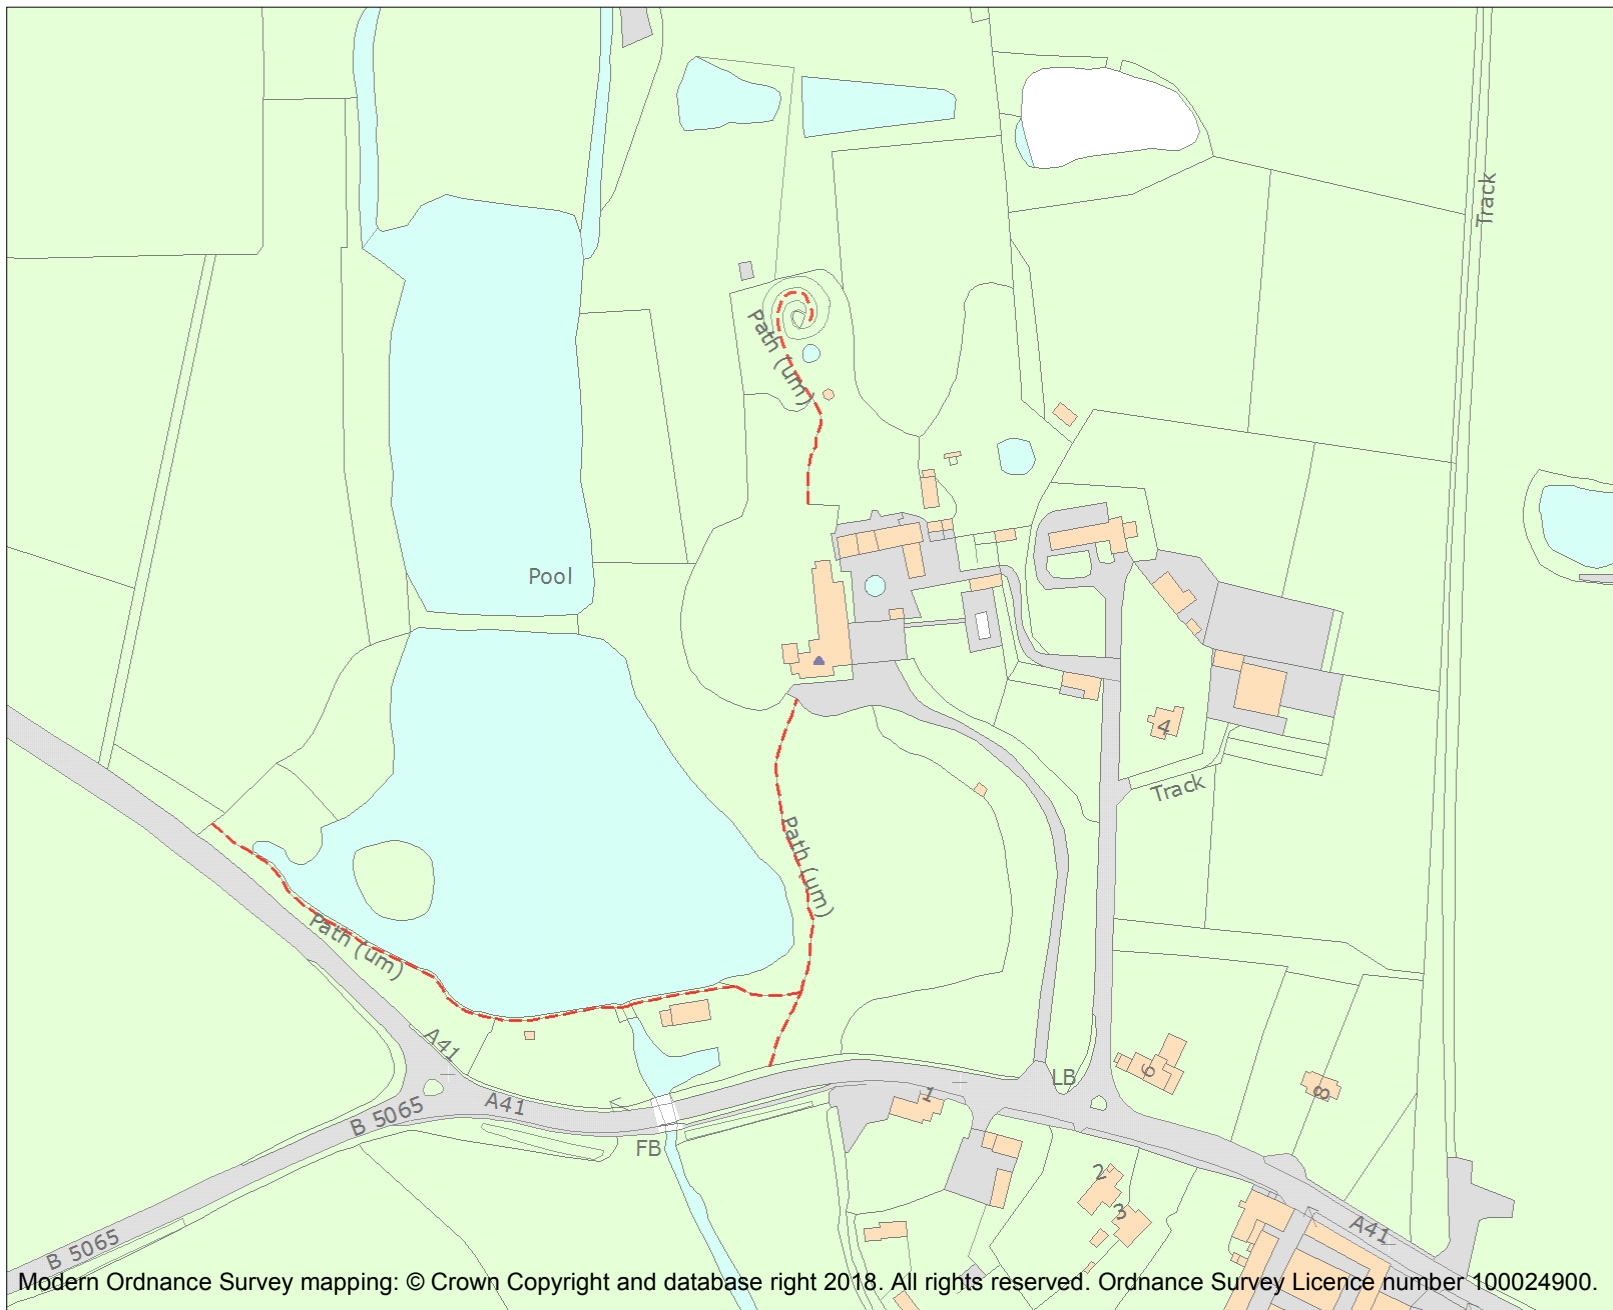 Track
Path (um)
Pool
4
Track
Path (um)
Path (um)
A41
LB
6
8
1
A41
B 5065
FB
2
3
A41
B 5065
Modern Ordnance Survey mapping: © Crown Copyright and database right 2018. All rights reserved. Ordnance Survey Licence number 100024900.